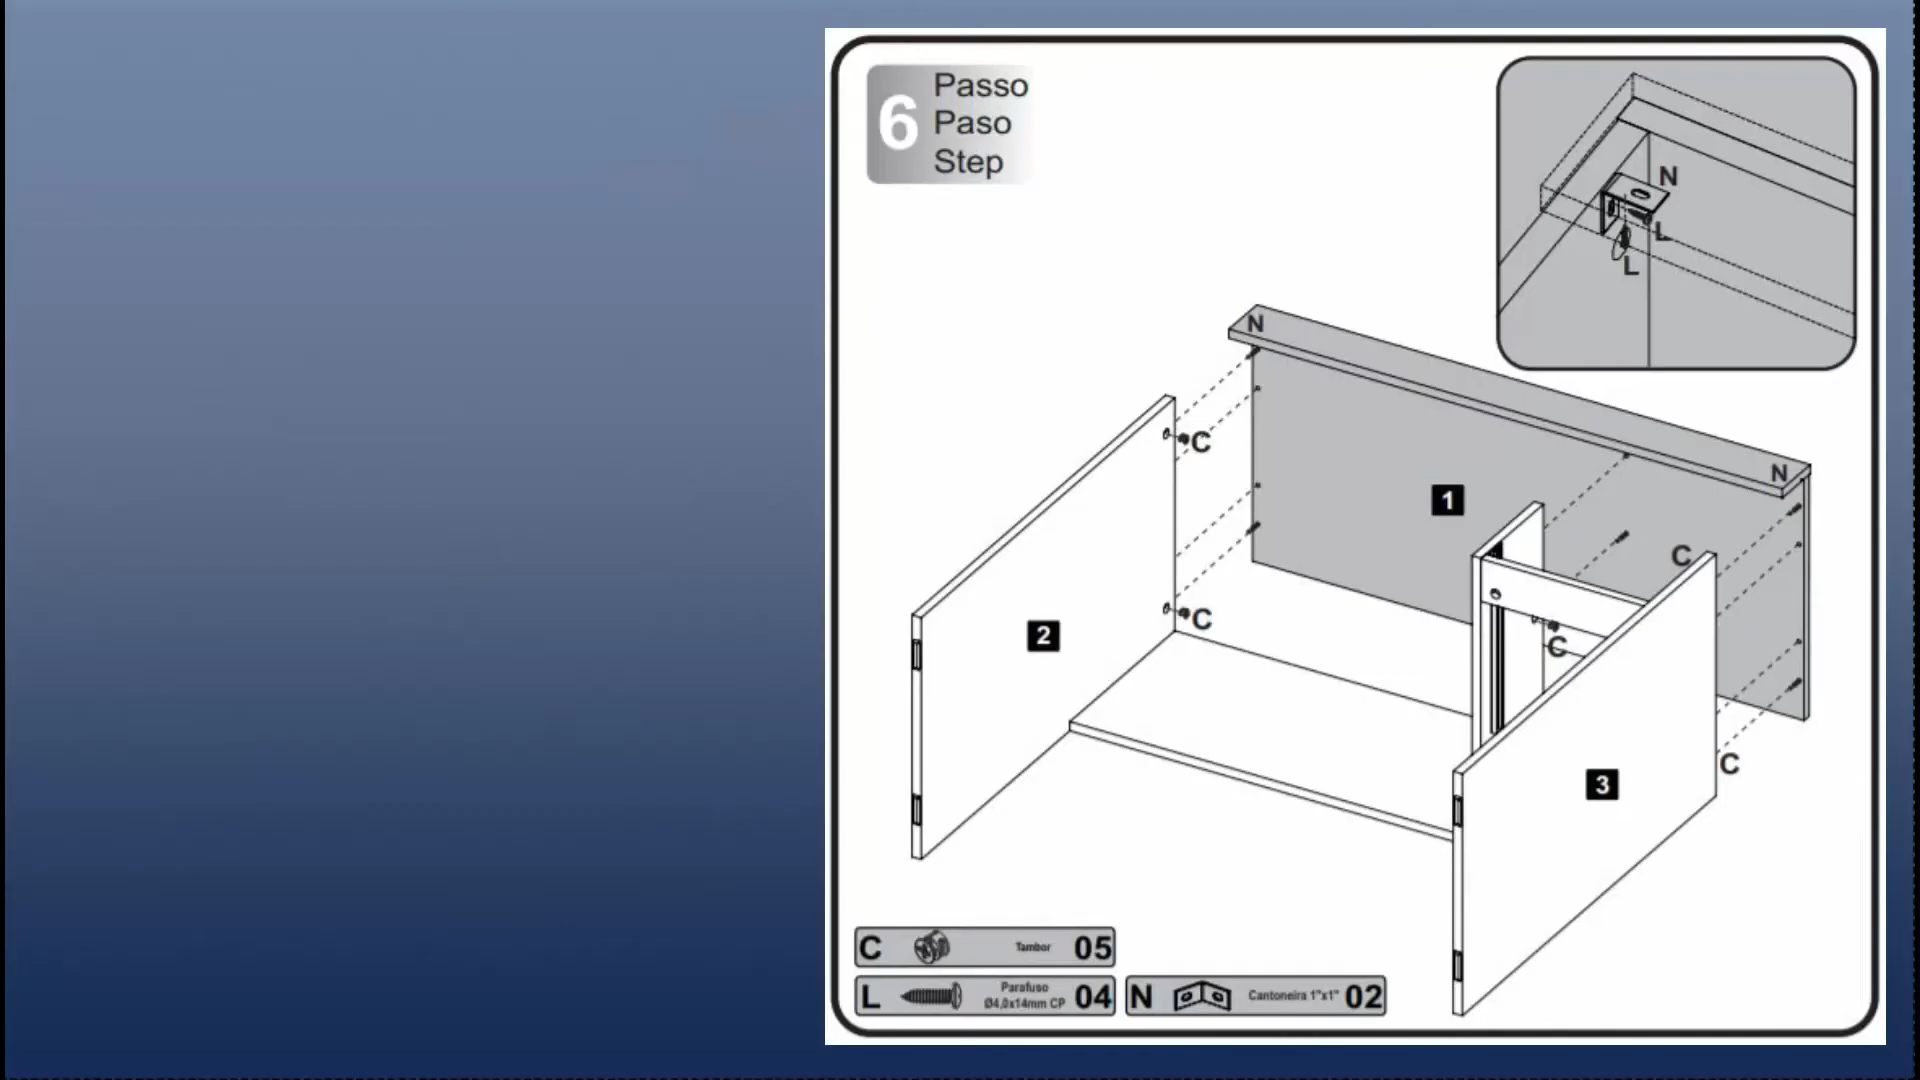 6
Passo
Paso
Step
N
L
L
N
N
C
1
C
C
2
C
3
C
C Tambor 05
L Parafuso Ø4,0x14mm CP 04
N Cantoneira 1"x1" 02